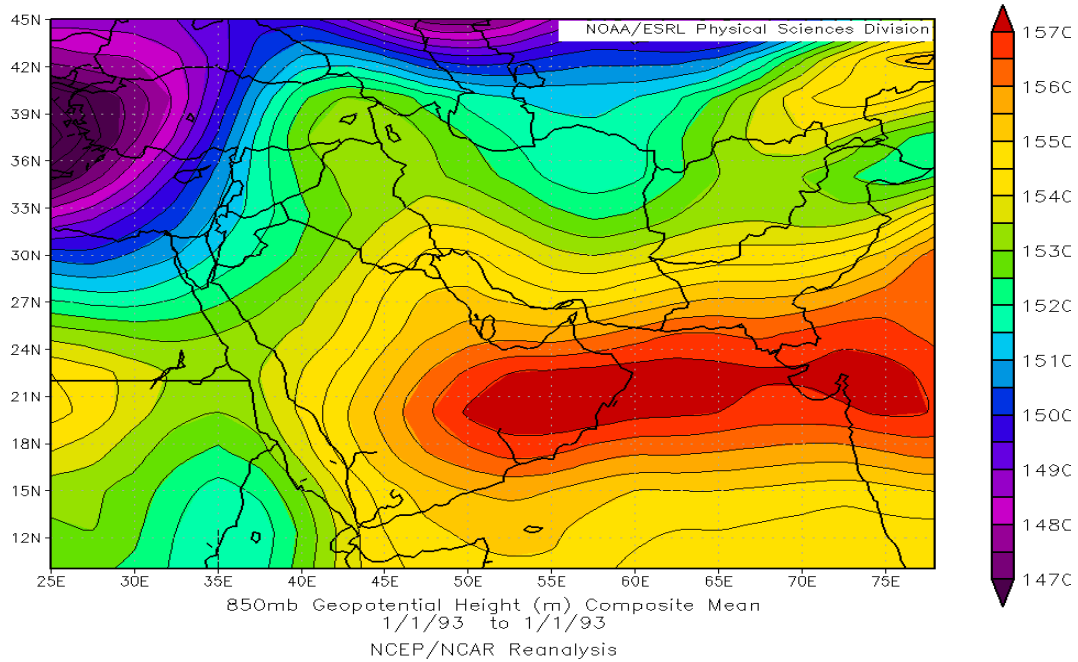 NOAA/ESRL Physical Sciences Division
45N
42N
39N
36N
33N
30N
27N
24N
21N
18N
15N
12N
25E 30E 35E 40E 45E 50E 55E 60E 65E 70E 75E
1570
1560
1550
1540
1530
1520
1510
1500
1490
1480
1470
850mb Geopotential Height (m) Composite Mean
1/1/93 to 1/1/93
NCEP/NCAR Reanalysis